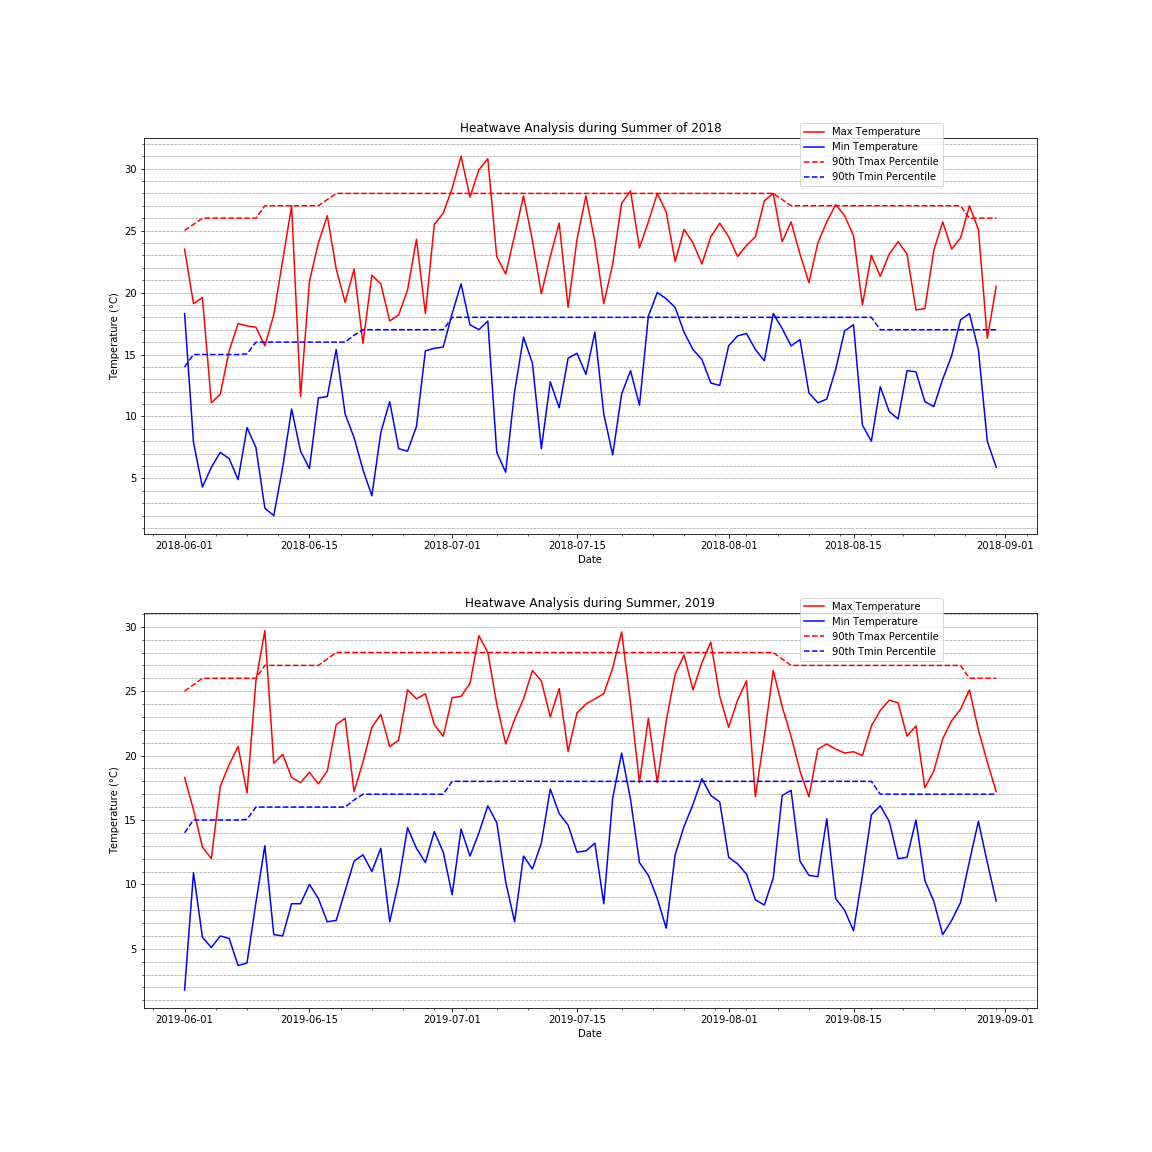 Heatwave Analysis during Summer of 2018
Max Temperature
Min Temperature
90th Tmax Percentile
90th Tmin Percentile
30
25
20
15
10
5
Temperature (°C)
2018-06-01 2018-06-15 2018-07-01 2018-07-15 2018-08-01 2018-08-15 2018-09-01
Date
Heatwave Analysis during Summer, 2019
Max Temperature
Min Temperature
90th Tmax Percentile
90th Tmin Percentile
30
25
20
15
10
5
Temperature (°C)
2019-06-01 2019-06-15 2019-07-01 2019-07-15 2019-08-01 2019-08-15 2019-09-01
Date